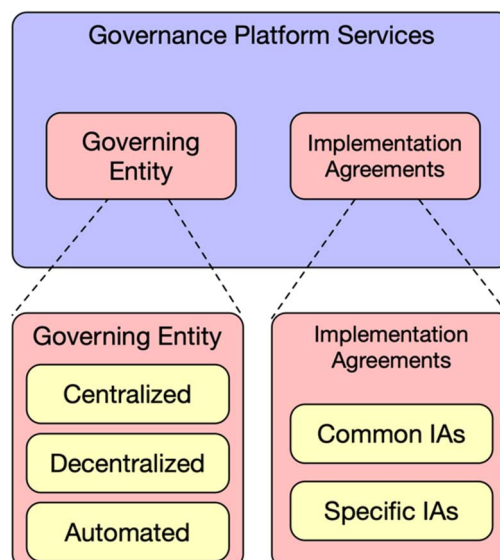 Governance Platform Services
Governing
Entity
Implementation
Agreements
Governing Entity
Centralized
Decentralized
Automated
Implementation
Agreements
Common IAs
Specific IAs